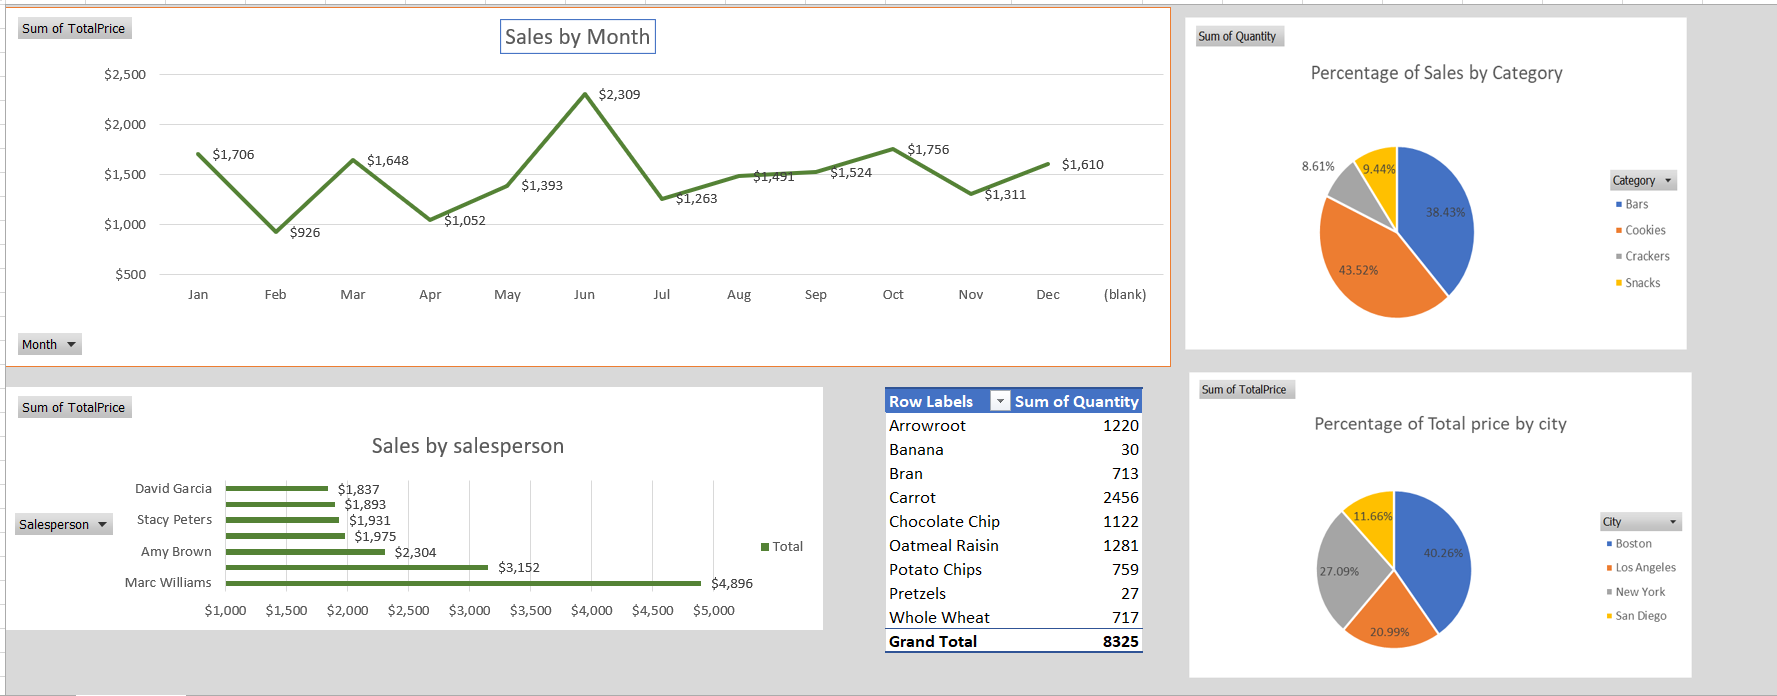 Sum of TotalPrice
Sales by Month
$2,500
$2,000
$1,500
$1,000
$500
$1,706
$926
$1,648
$1,052
$1,393
$2,309
$1,263
$1,491
$1,524
$1,756
$1,311
$1,610
Jan Feb Mar Apr May Jun Jul Aug Sep Oct Nov Dec (blank)
Month
Sum of Quantity
Percentage of Sales by Category
8.61%
9.44%
38.43%
43.52%
Category
Bars
Cookies
Crackers
Snacks
Sum of TotalPrice
Sales by salesperson
David Garcia $1,837
$1,893
Stacy Peters $1,931
$1,975
Amy Brown $2,304
$3,152
Marc Williams $4,896
Salesperson
Total
$1,000 $1,500 $2,000 $2,500 $3,000 $3,500 $4,000 $4,500 $5,000
Row Labels Sum of Quantity
Arrowroot 1220
Banana 30
Bran 713
Carrot 2456
Chocolate Chip 1122
Oatmeal Raisin 1281
Potato Chips 759
Pretzels 27
Whole Wheat 717
Grand Total 8325
Sum of TotalPrice
Percentage of Total price by city
11.66%
40.26%
27.09%
20.99%
City
Boston
Los Angeles
New York
San Diego